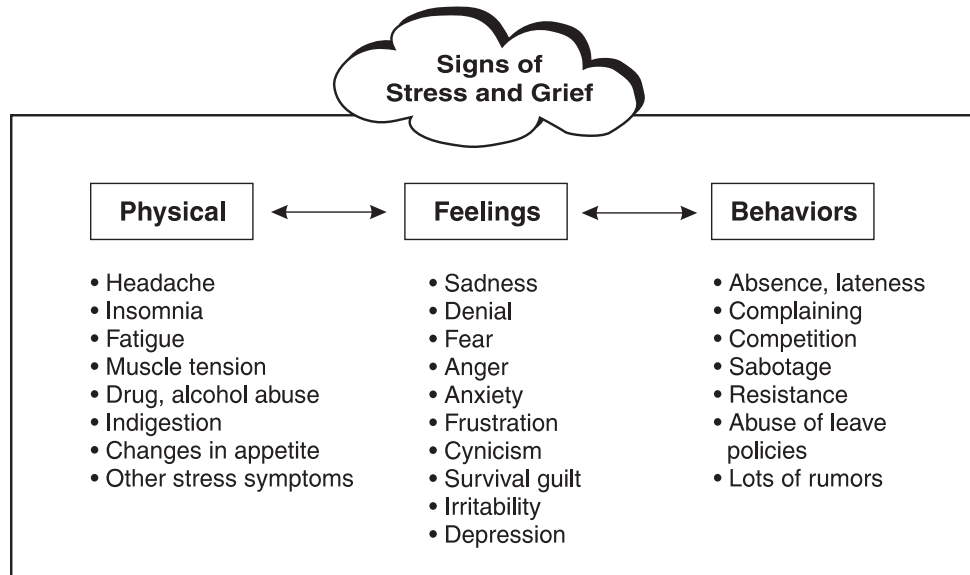 Signs of
Stress and Grief
Physical
• Headache
• Insomnia
• Fatigue
• Muscle tension
• Drug, alcohol abuse
• Indigestion
• Changes in appetite
• Other stress symptoms
Feelings
• Sadness
• Denial
• Fear
• Anger
• Anxiety
• Frustration
• Cynicism
• Survival guilt
• Irritability
• Depression
Behaviors
• Absence, lateness
• Complaining
• Competition
• Sabotage
• Resistance
• Abuse of leave
policies
• Lots of rumors